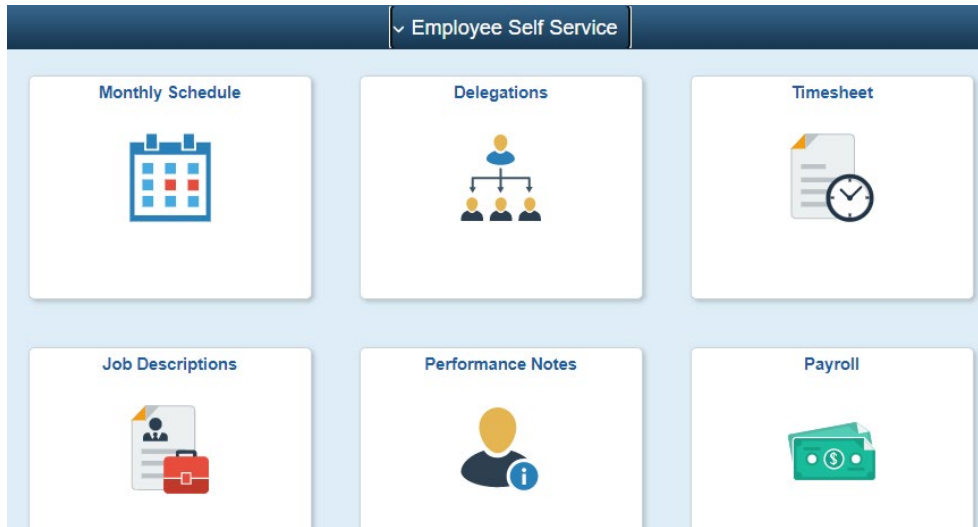 Employee Self Service
Monthly Schedule
Delegations
Timesheet
Job Descriptions
Performance Notes
Payroll